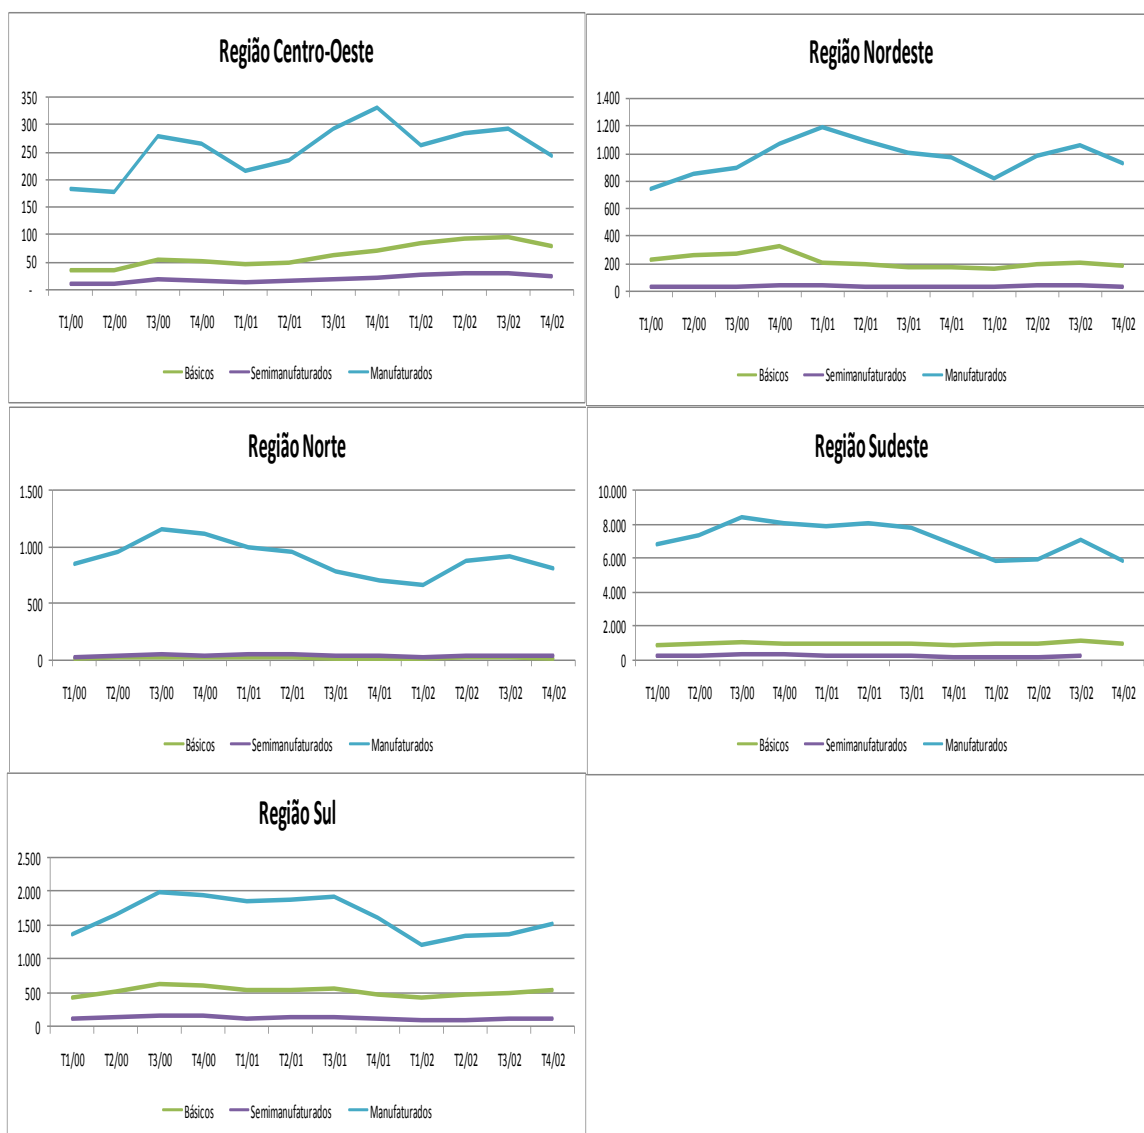 Região Centro-Oeste
350
300
250
200
150
100
50
-
T1/00 T2/00 T3/00 T4/00 T1/01 T2/01 T3/01 T4/01 T1/02 T2/02 T3/02 T4/02
Básicos Semimanufaturados Manufaturados
Região Nordeste
1.400
1.200
1.000
800
600
400
200
0
T1/00 T2/00 T3/00 T4/00 T1/01 T2/01 T3/01 T4/01 T1/02 T2/02 T3/02 T4/02
Básicos Semimanufaturados Manufaturados
Região Norte
1.500
1.000
500
0
T1/00 T2/00 T3/00 T4/00 T1/01 T2/01 T3/01 T4/01 T1/02 T2/02 T3/02 T4/02
Básicos Semimanufaturados Manufaturados
Região Sudeste
10.000
8.000
6.000
4.000
2.000
0
T1/00 T2/00 T3/00 T4/00 T1/01 T2/01 T3/01 T4/01 T1/02 T2/02 T3/02 T4/02
Básicos Semimanufaturados Manufaturados
Região Sul
2.500
2.000
1.500
1.000
500
0
T1/00 T2/00 T3/00 T4/00 T1/01 T2/01 T3/01 T4/01 T1/02 T2/02 T3/02 T4/02
Básicos Semimanufaturados Manufaturados